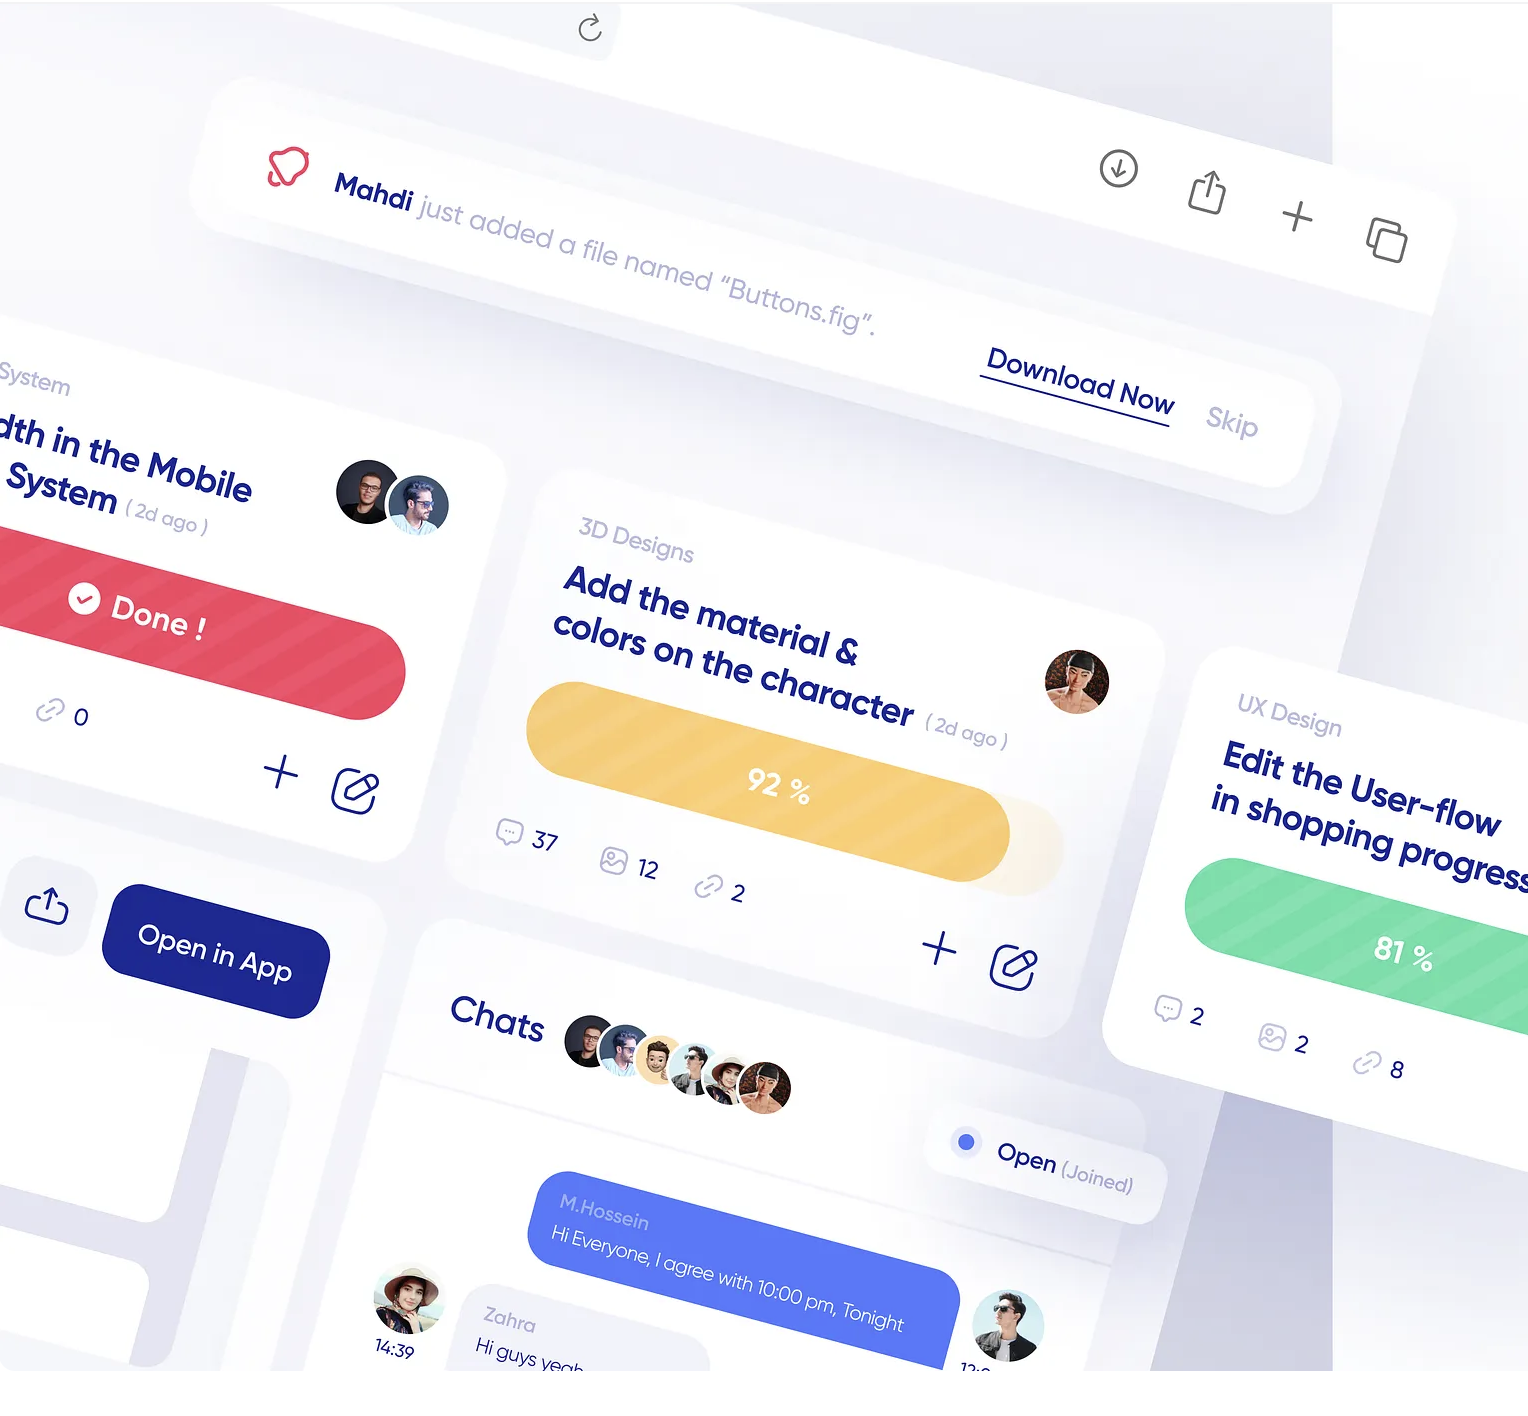 Mahdi just added a file named “Buttons.fig”.
Download Now
Skip
System
dth in the Mobile
System ( 2d ago )
Done !
0
3D Designs
Add the material &
colors on the character ( 2d ago )
92 %
37
12
2
UX Design
Edit the User-flow
in shopping progress
81 %
2
2
8
Open in App
Chats
Open (Joined)
M.Hossein
Hi Everyone, I agree with 10:00 pm, Tonight
Zahra
Hi guys yeah
14:39